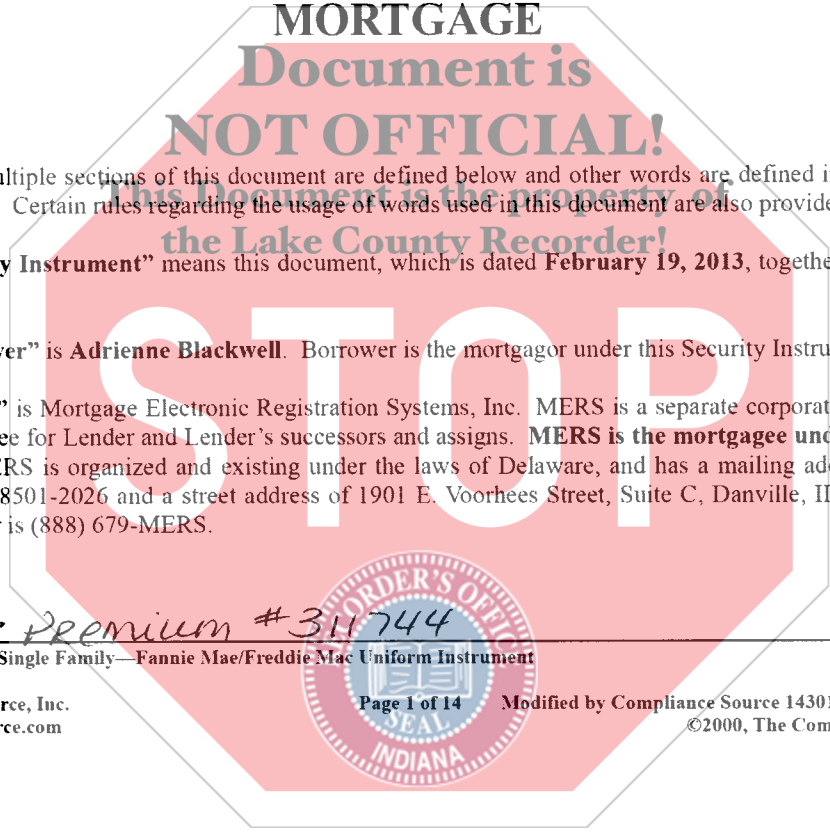 MORTGAGE
Document is
NOT OFFICIAL!
ultiple sections of this document are defined below and other words are defined i
This Document is the property of
Certain rules regarding the usage of words used in this document are also provide
the Lake County Recorder!
y Instrument” means this document, which is dated February 19, 2013, togethe
STOP
ver” is Adrienne Blackwell. Borrower is the mortgagor under this Security Instru
” is Mortgage Electronic Registration Systems, Inc. MERS is a separate corporat
ee for Lender and Lender’s successors and assigns. MERS is the mortgagee und
ERS is organized and existing under the laws of Delaware, and has a mailing add
8501-2026 and a street address of 1901 E. Voorhees Street, Suite C, Danville, IL
r is (888) 679-MERS.
Premium #311744
Single Family—Fannie Mae/Freddie Mac Uniform Instrument
rce, Inc. Page 1 of 14 Modified by Compliance Source 14301
rce.com ©2000, The Com
RECORDER'S OFFICE
SEAL
INDIANA